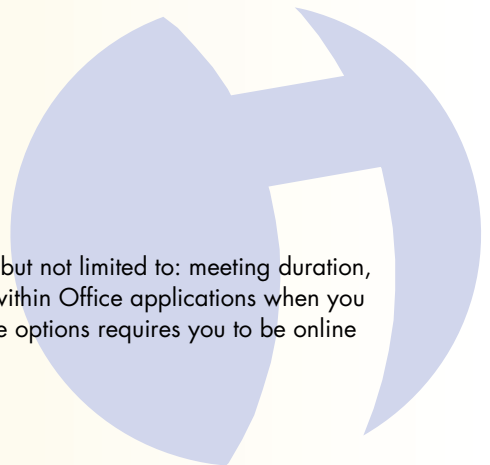 but not limited to: meeting duration,
within Office applications when you
e options requires you to be online